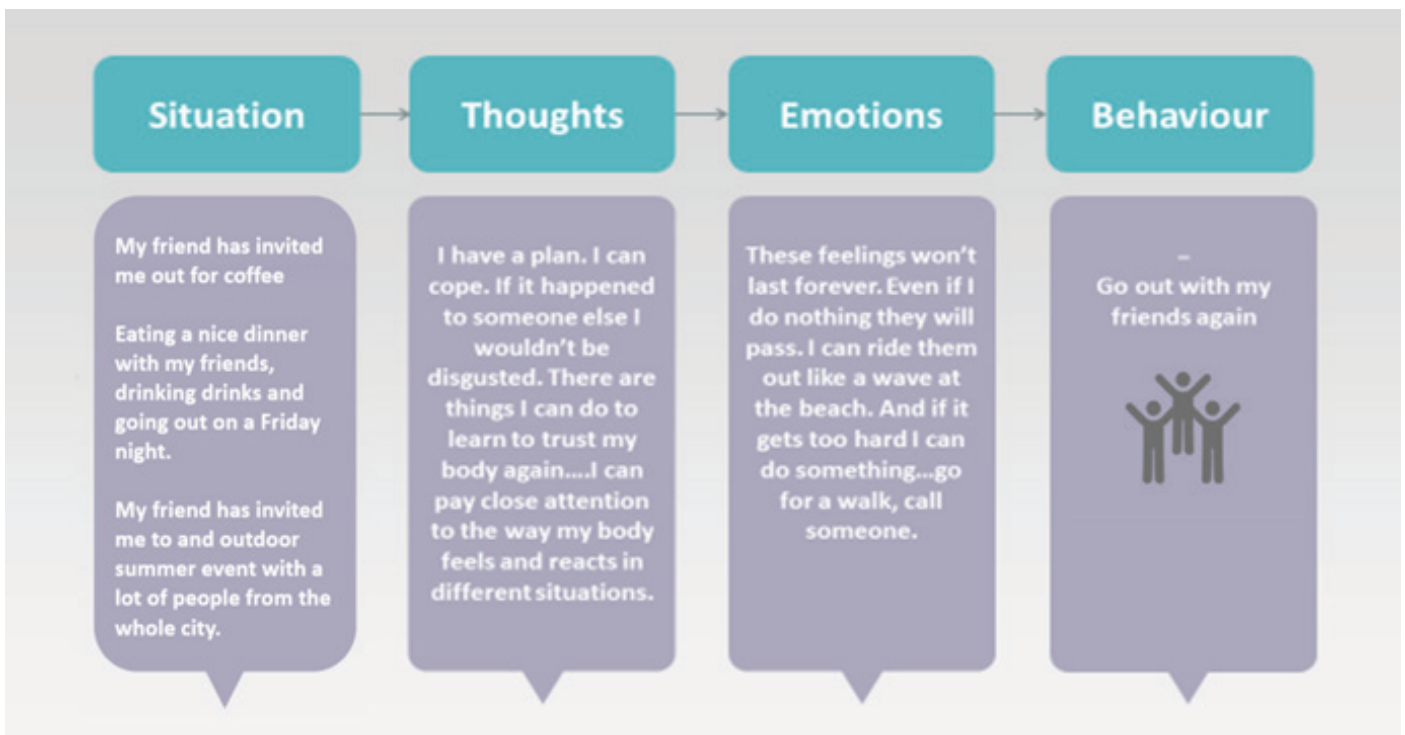 Situation
Thoughts
Emotions
Behaviour
My friend has invited
me out for coffee
Eating a nice dinner
with my friends,
drinking drinks and
going out on a Friday
night.
My friend has invited
me to and outdoor
summer event with a
lot of people from the
whole city.
I have a plan. I can
cope. If it happened
to someone else I
wouldn't be
disgusted. There are
things I can do to
learn to trust my
body again....I can
pay close attention
to the way my body
feels and reacts in
different situations.
These feelings won't
last forever. Even if I
do nothing they will
pass. I can ride them
out like a wave at
the beach. And if it
gets too hard I can
do something...go
for a walk, call
someone.
–
Go out with my
friends again